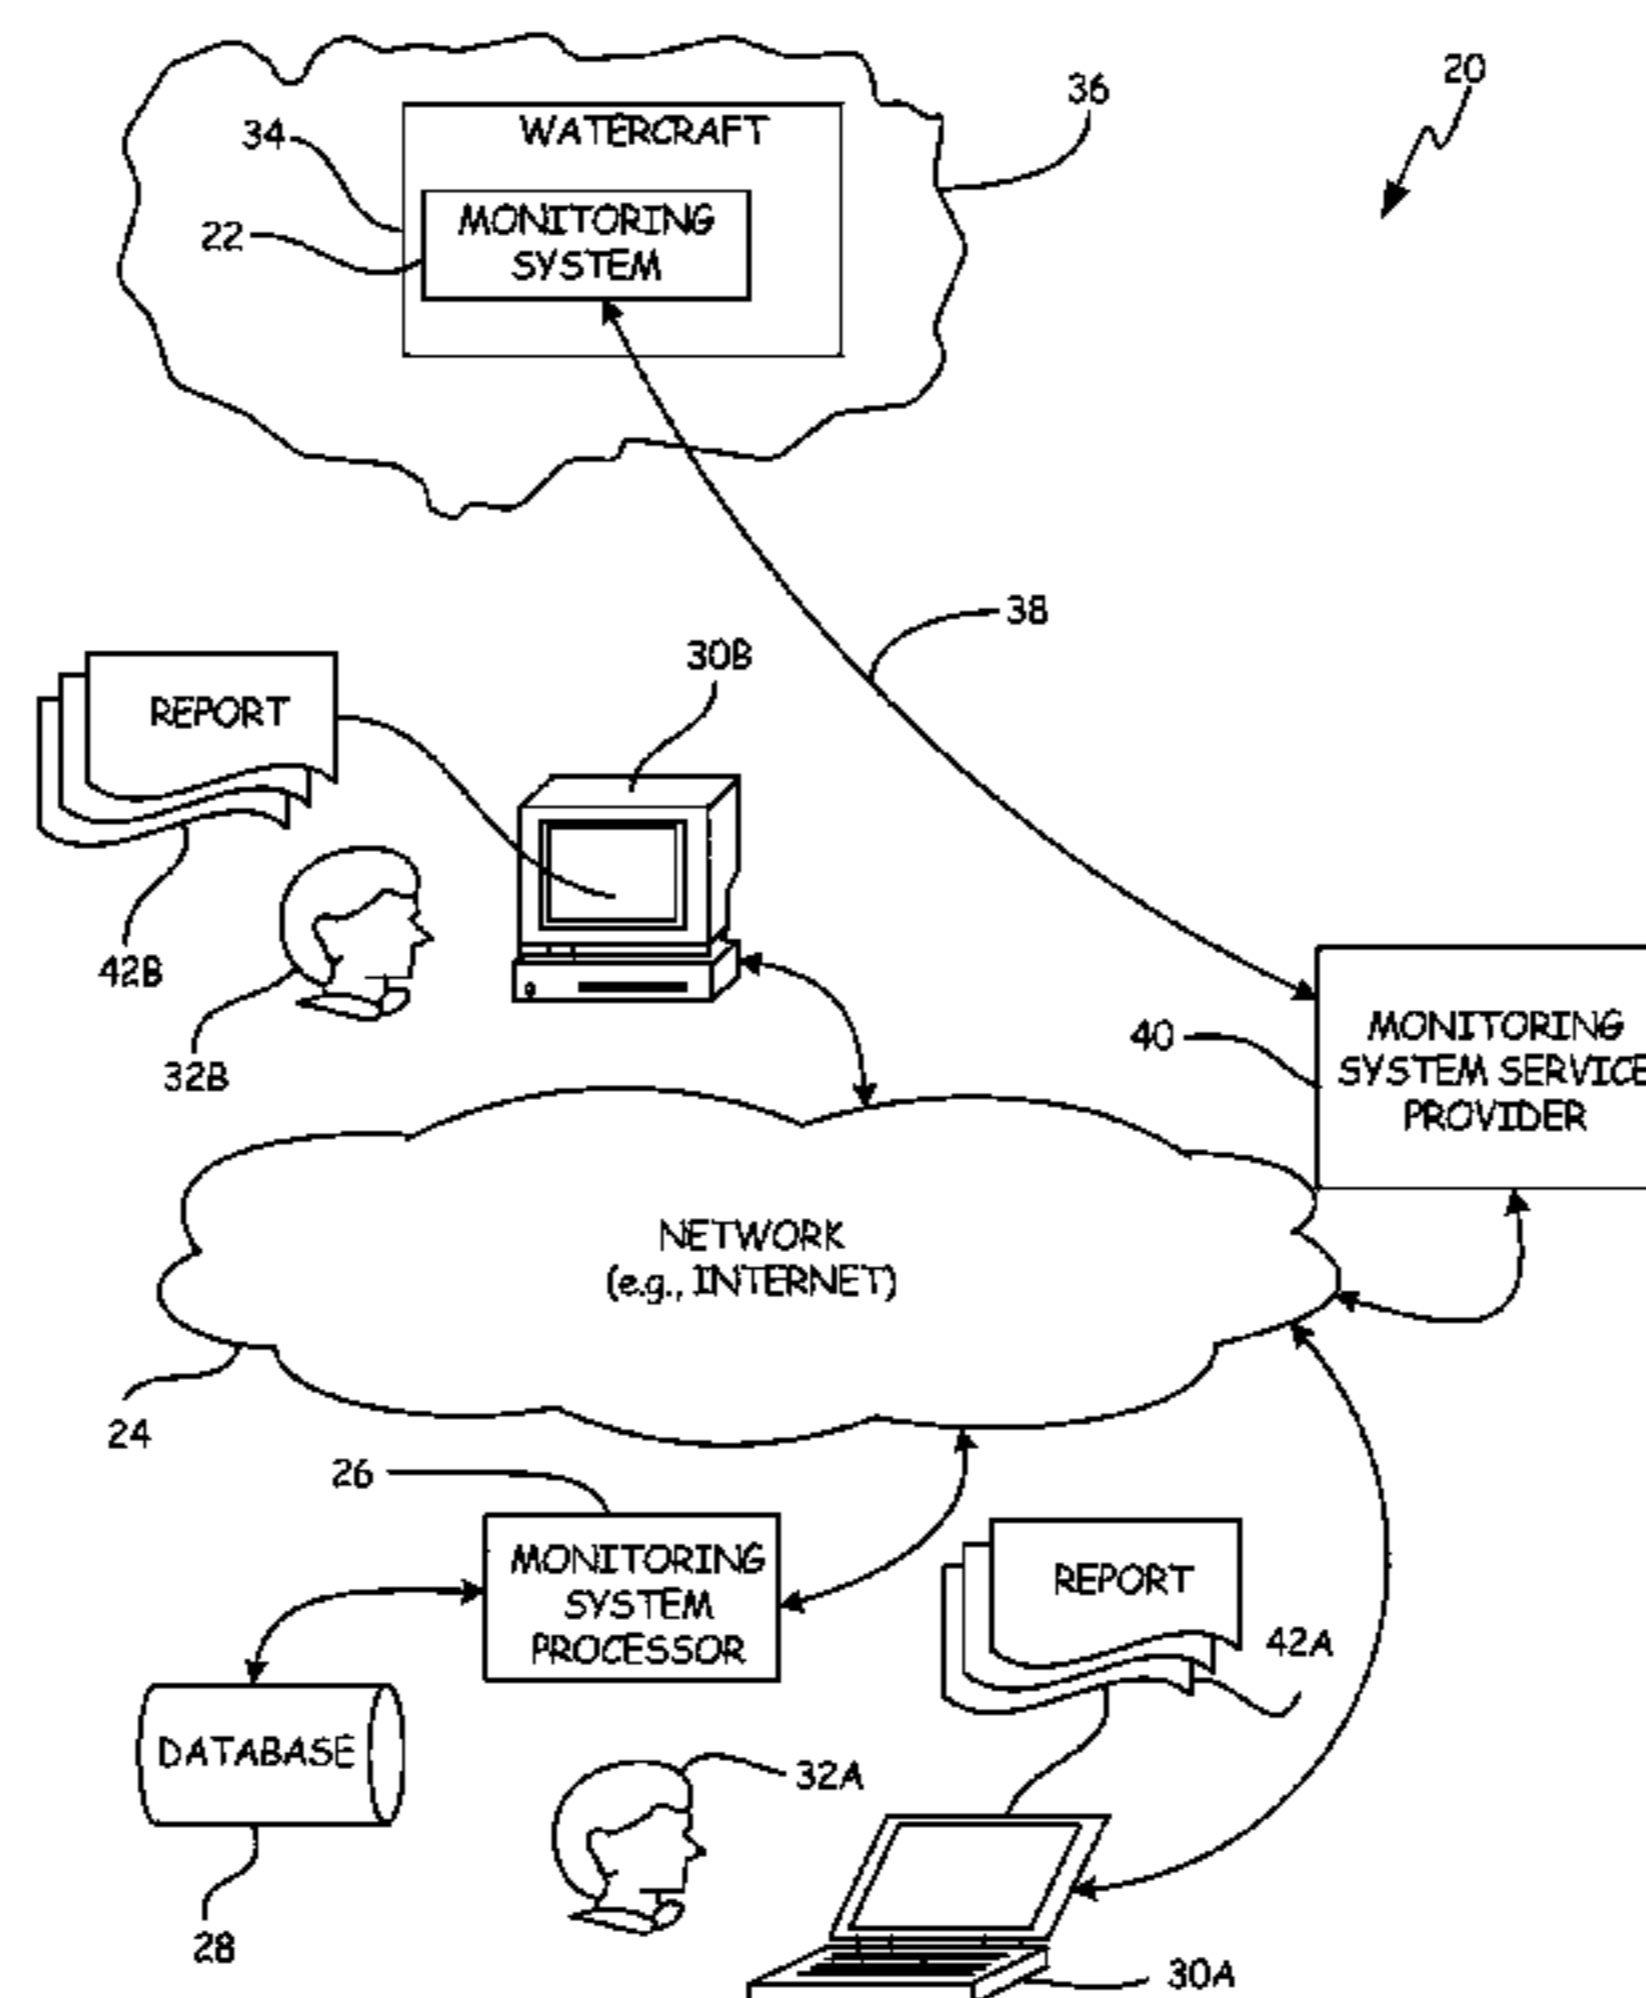 20
36
34
WATERCRAFT
22
MONITORING
SYSTEM
38
30B
REPORT
42B
32B
40
MONITORING
SYSTEM SERVICE
PROVIDER
NETWORK
(e.g., INTERNET)
24
26
MONITORING
SYSTEM
PROCESSOR
REPORT
42A
DATABASE
32A
28
30A